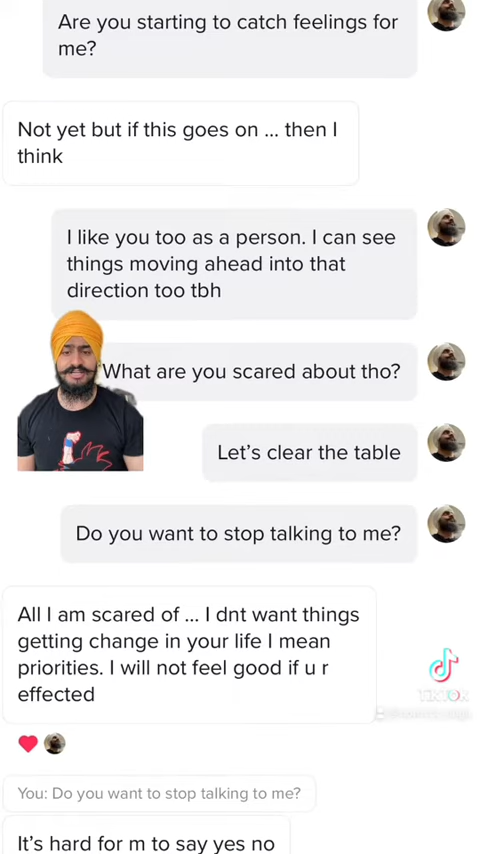 Are you starting to catch feelings for
me?
Not yet but if this goes on ... then I
think
I like you too as a person. I can see
things moving ahead into that
direction too tbh
What are you scared about tho?
Let's clear the table
Do you want to stop talking to me?
All I am scared of ... I dnt want things
getting change in your life I mean
priorities. I will not feel good if u r
effected
TikTok
You: Do you want to stop talking to me?
It's hard for m to say yes no